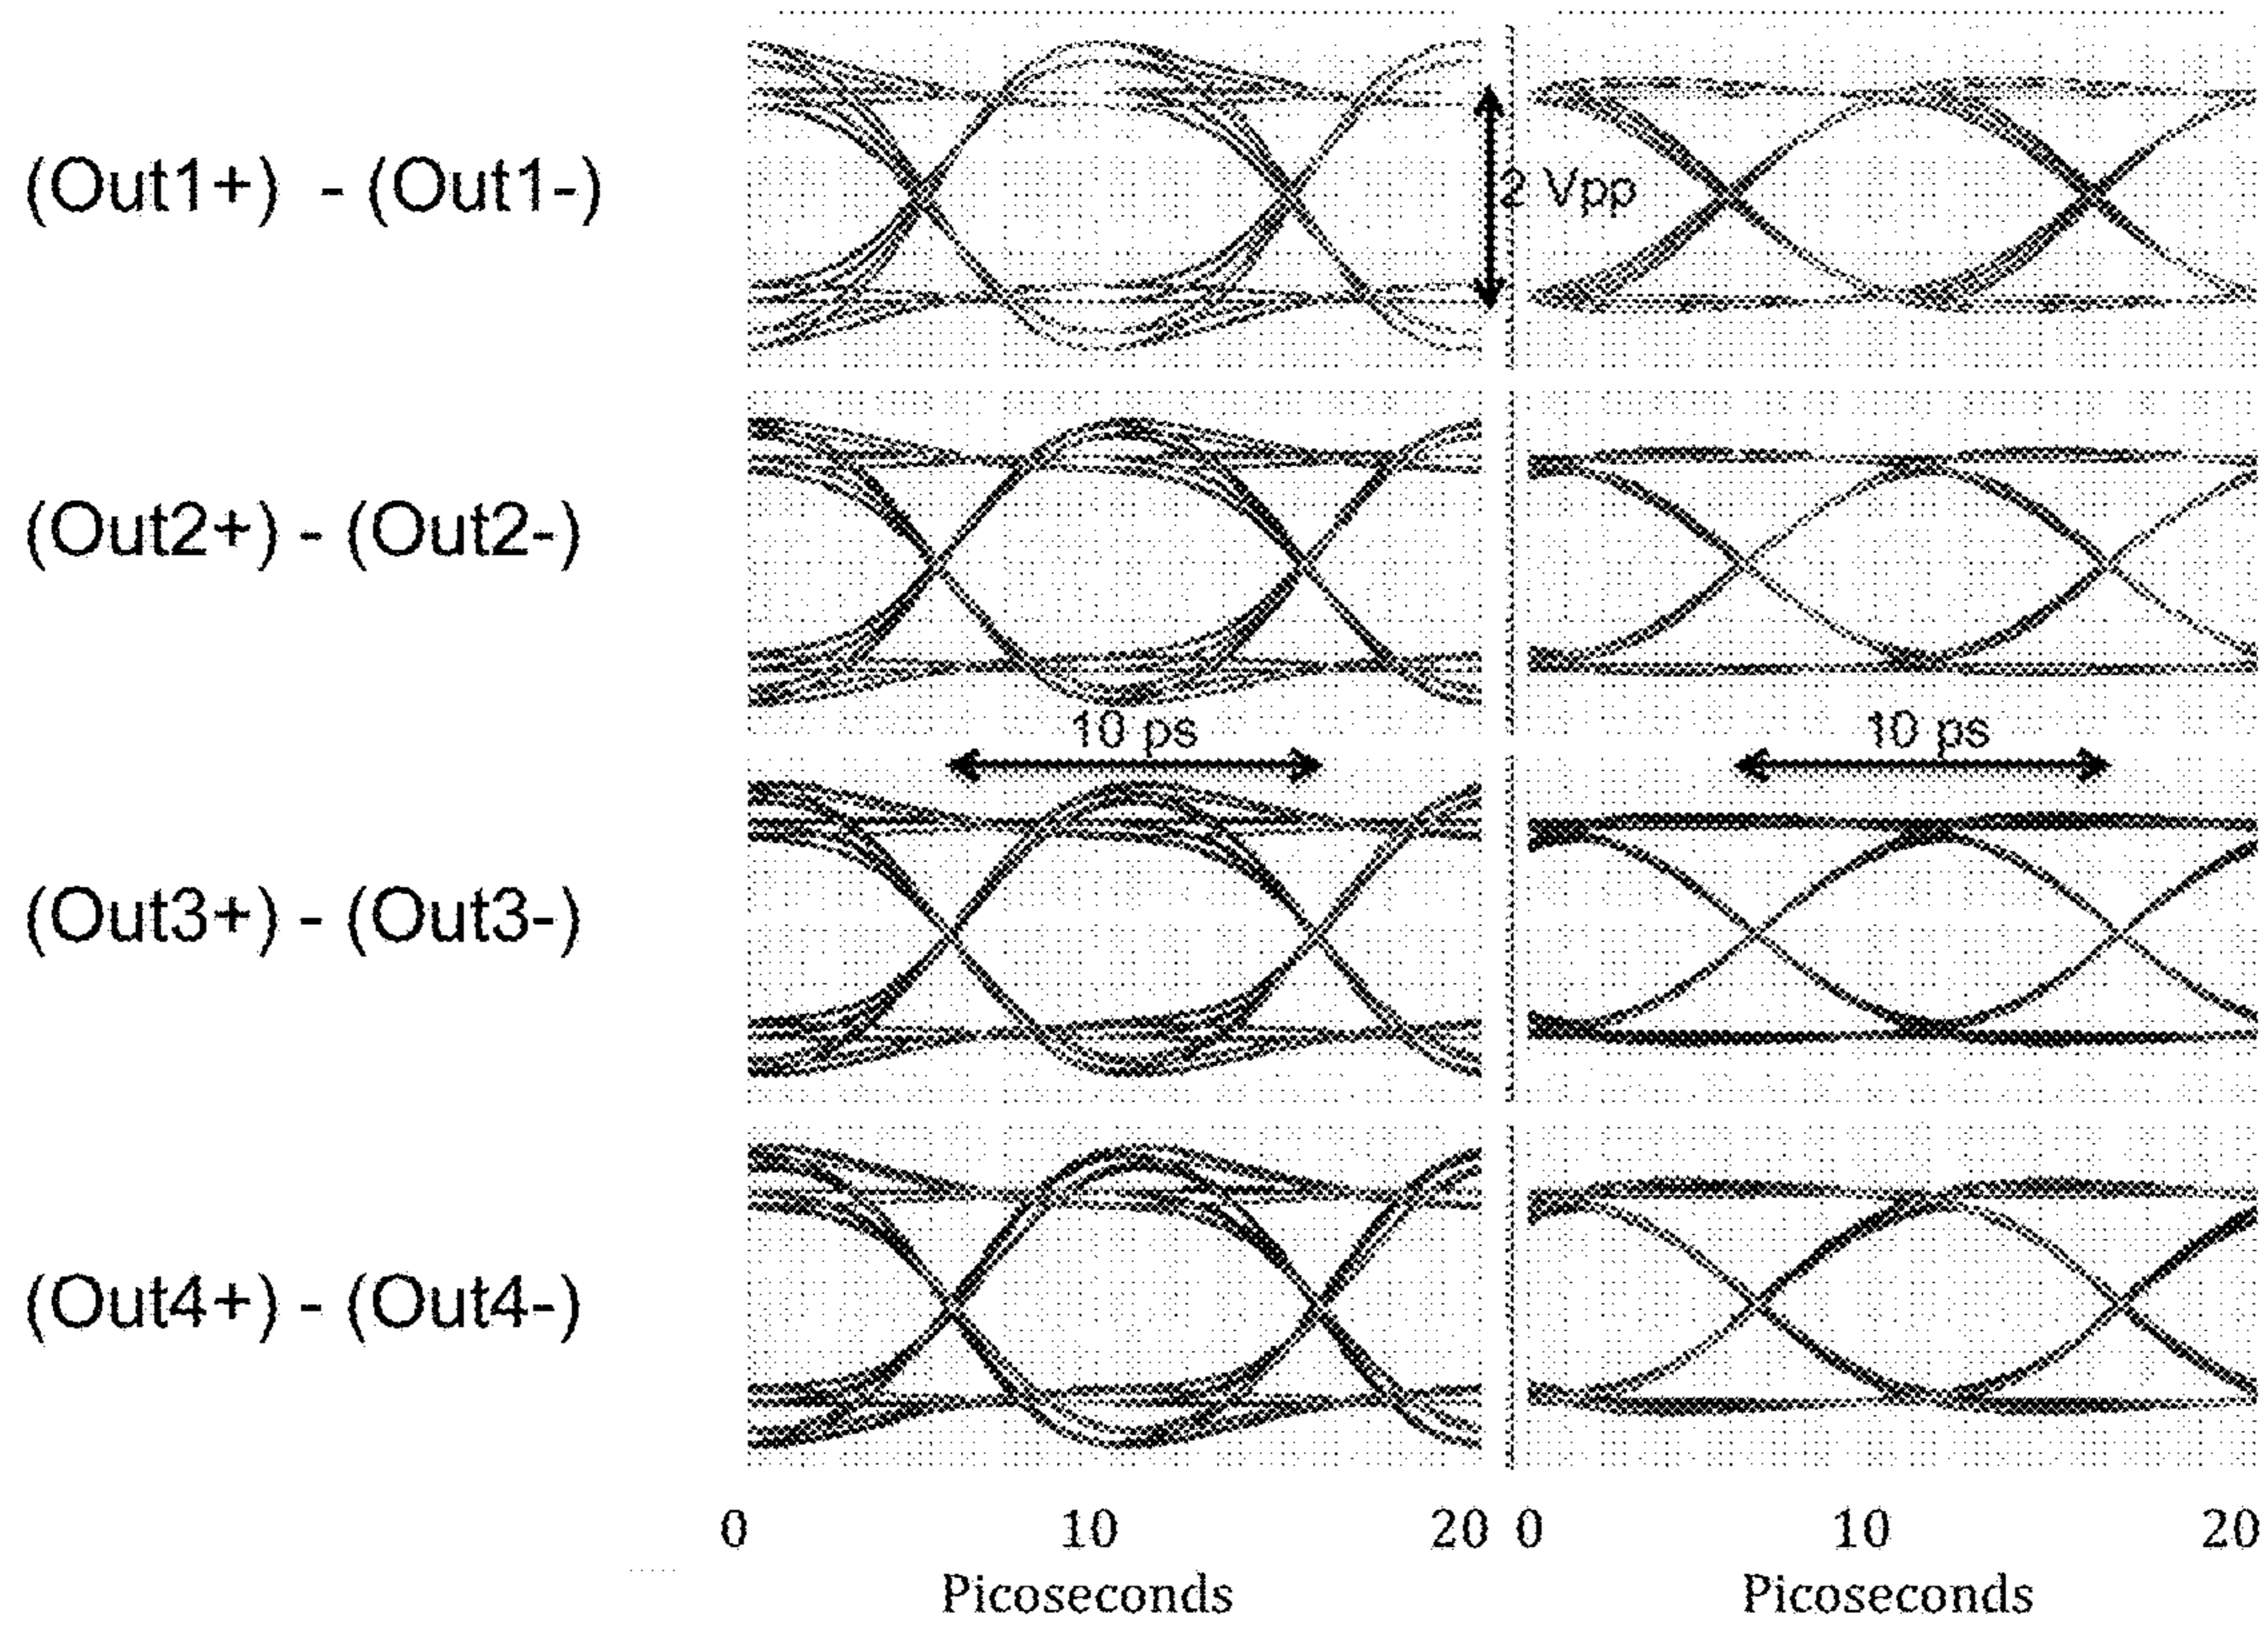 (Out1+) - (Out1-)
2 Vpp
(Out2+) - (Out2-)
10 ps
10 ps
(Out3+) - (Out3-)
(Out4+) - (Out4-)
0 10 20 0 10 20
Picoseconds Picoseconds